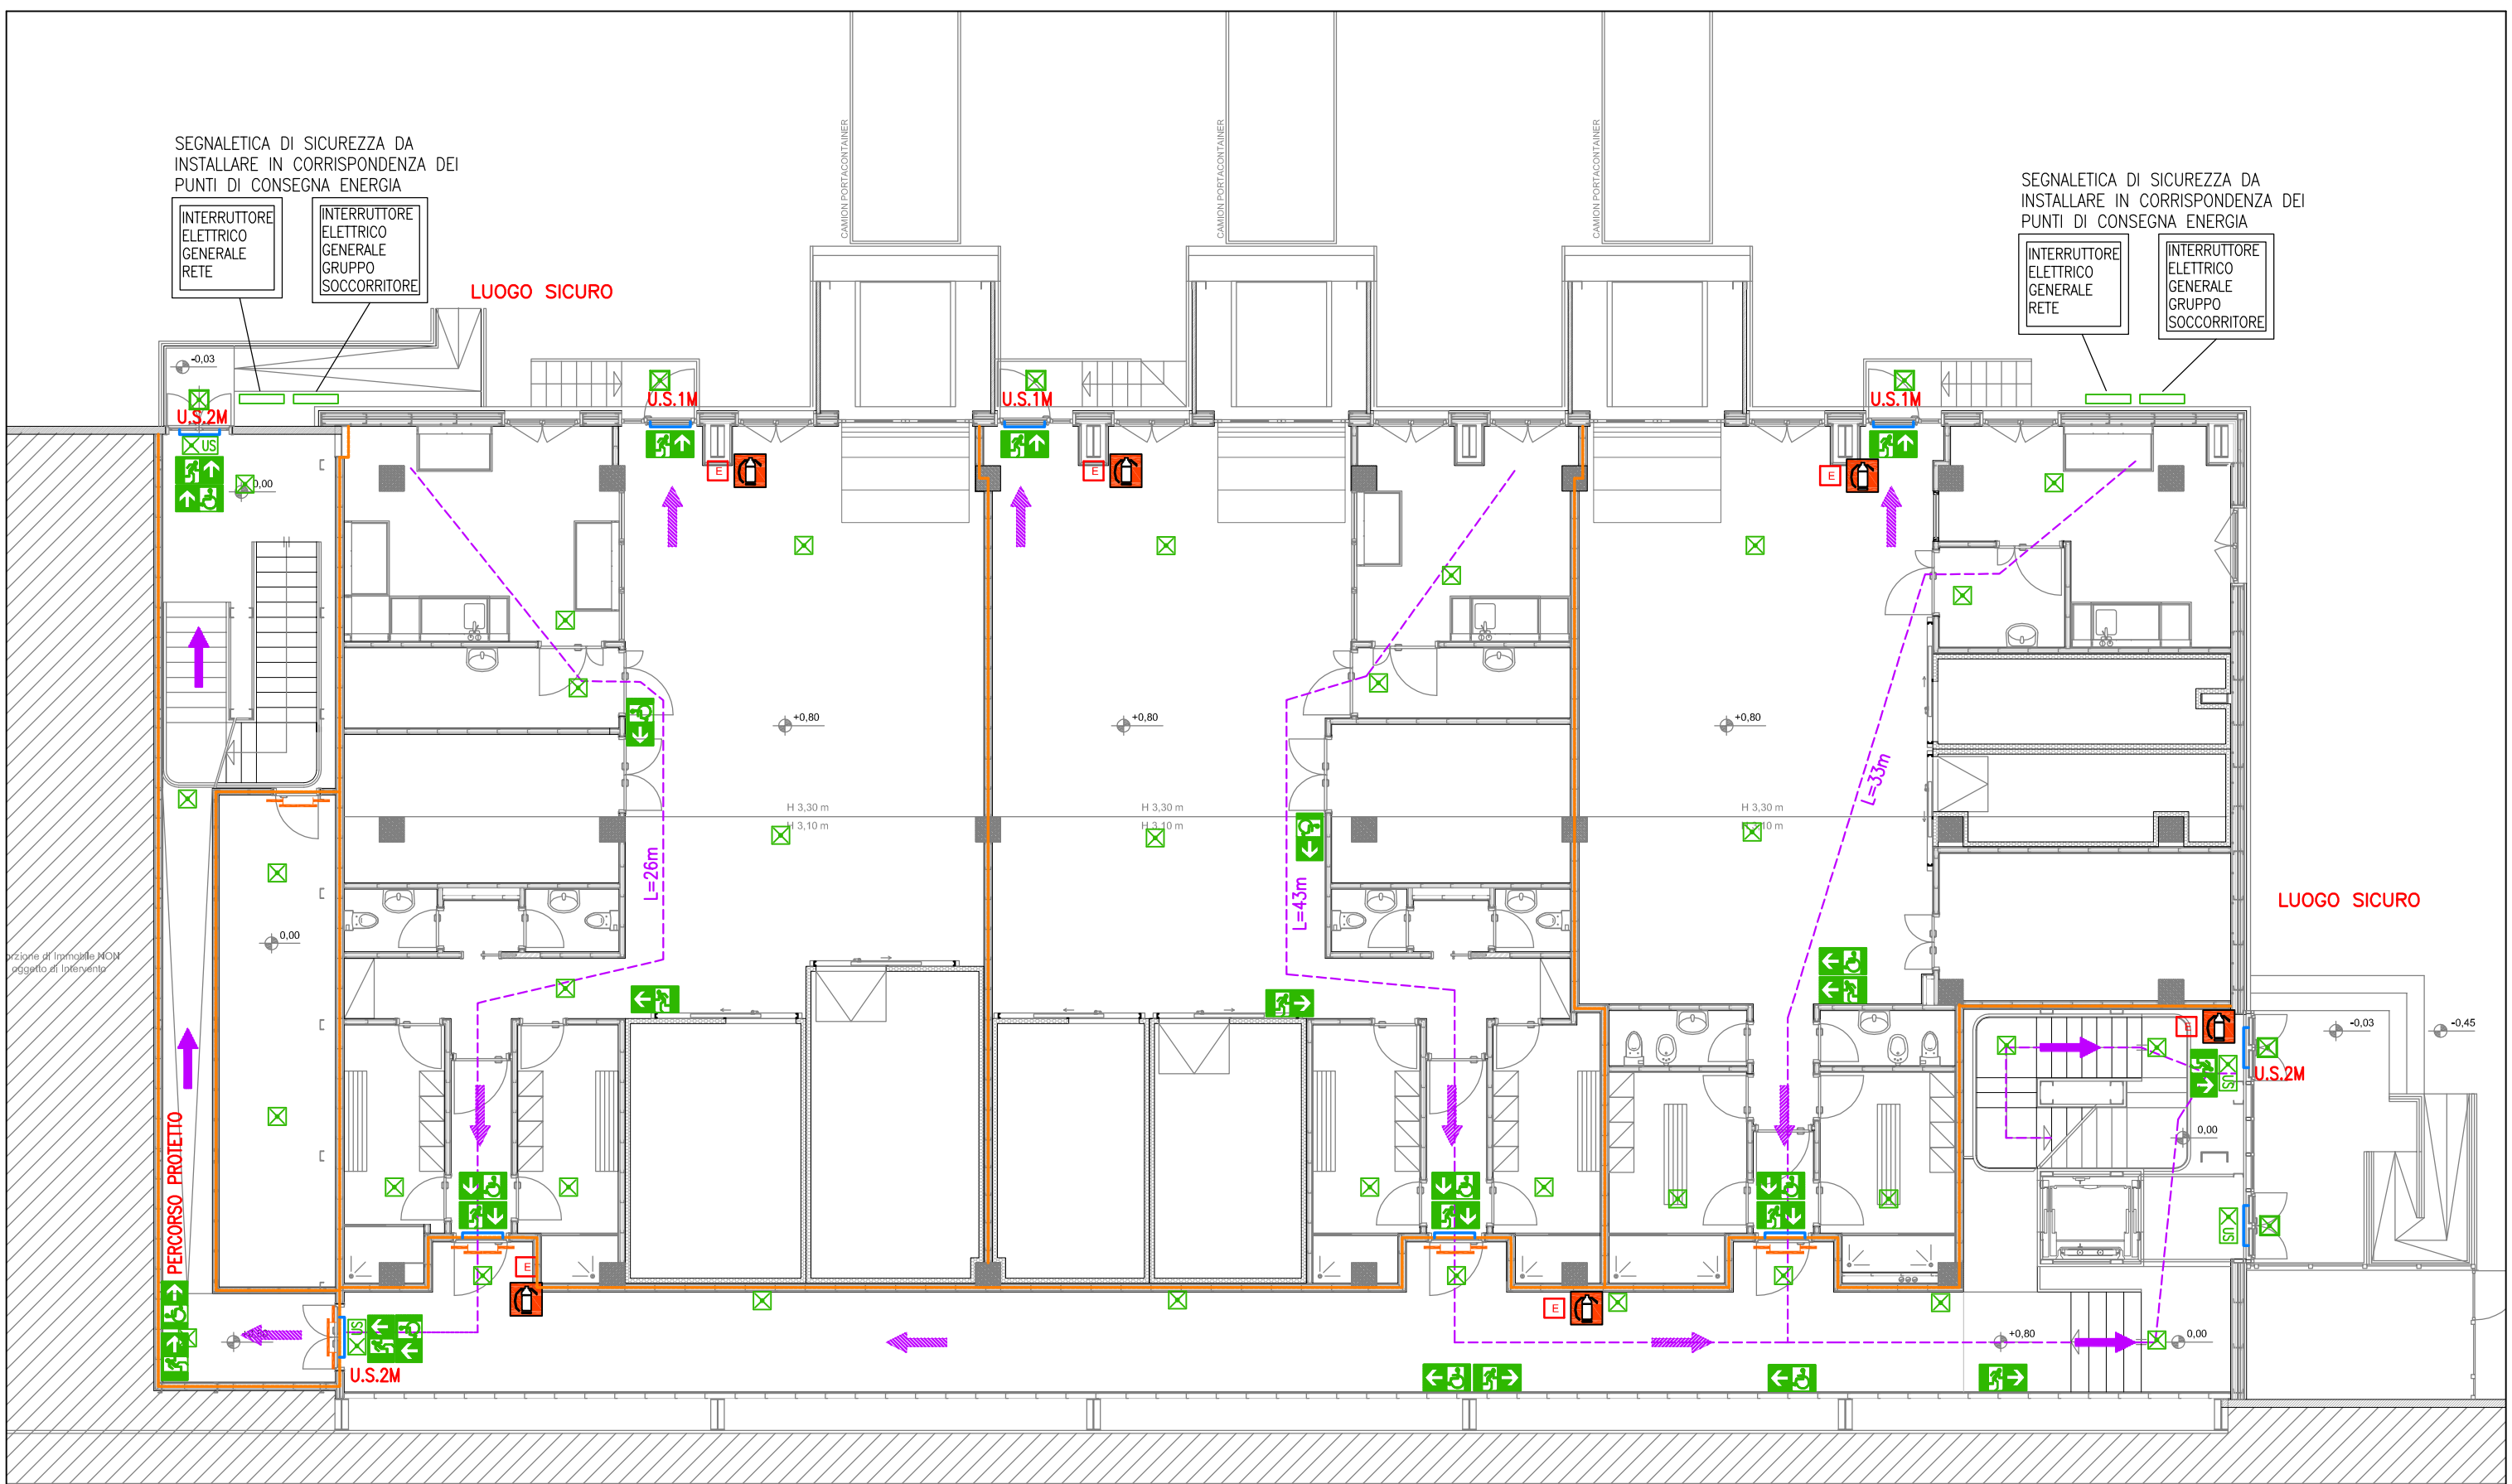 CAMION PORTACONTAINER
CAMION PORTACONTAINER
CAMION PORTACONTAINER
SEGNALETICA DI SICUREZZA DA
INSTALLARE IN CORRISPONDENZA DEI
PUNTI DI CONSEGNA ENERGIA
INTERRUTTORE
ELETTRICO
GENERALE
RETE
INTERRUTTORE
ELETTRICO
GENERALE
GRUPPO
SOCCORRITORE
LUOGO SICURO
SEGNALETICA DI SICUREZZA DA
INSTALLARE IN CORRISPONDENZA DEI
PUNTI DI CONSEGNA ENERGIA
INTERRUTTORE
ELETTRICO
GENERALE
RETE
INTERRUTTORE
ELETTRICO
GENERALE
GRUPPO
SOCCORRITORE
-0,03
U.S.2M
U.S.1M
U.S.1M
U.S.1M
US
E
E
E
0,00
+0,80
+0,80
+0,80
H 3,30 m
H 3,10 m
H 3,30 m
H 3,10 m
H 3,30 m
H 3,10 m
L=26m
L=43m
L=33m
0,00
di Immobile NON
oggetto di Intervento
LUOGO SICURO
-0,03
-0,45
E
U.S.2M
US
0,00
US
PERCORSO PROTETTO
E
E
US
U.S.2M
+0,80
0,00